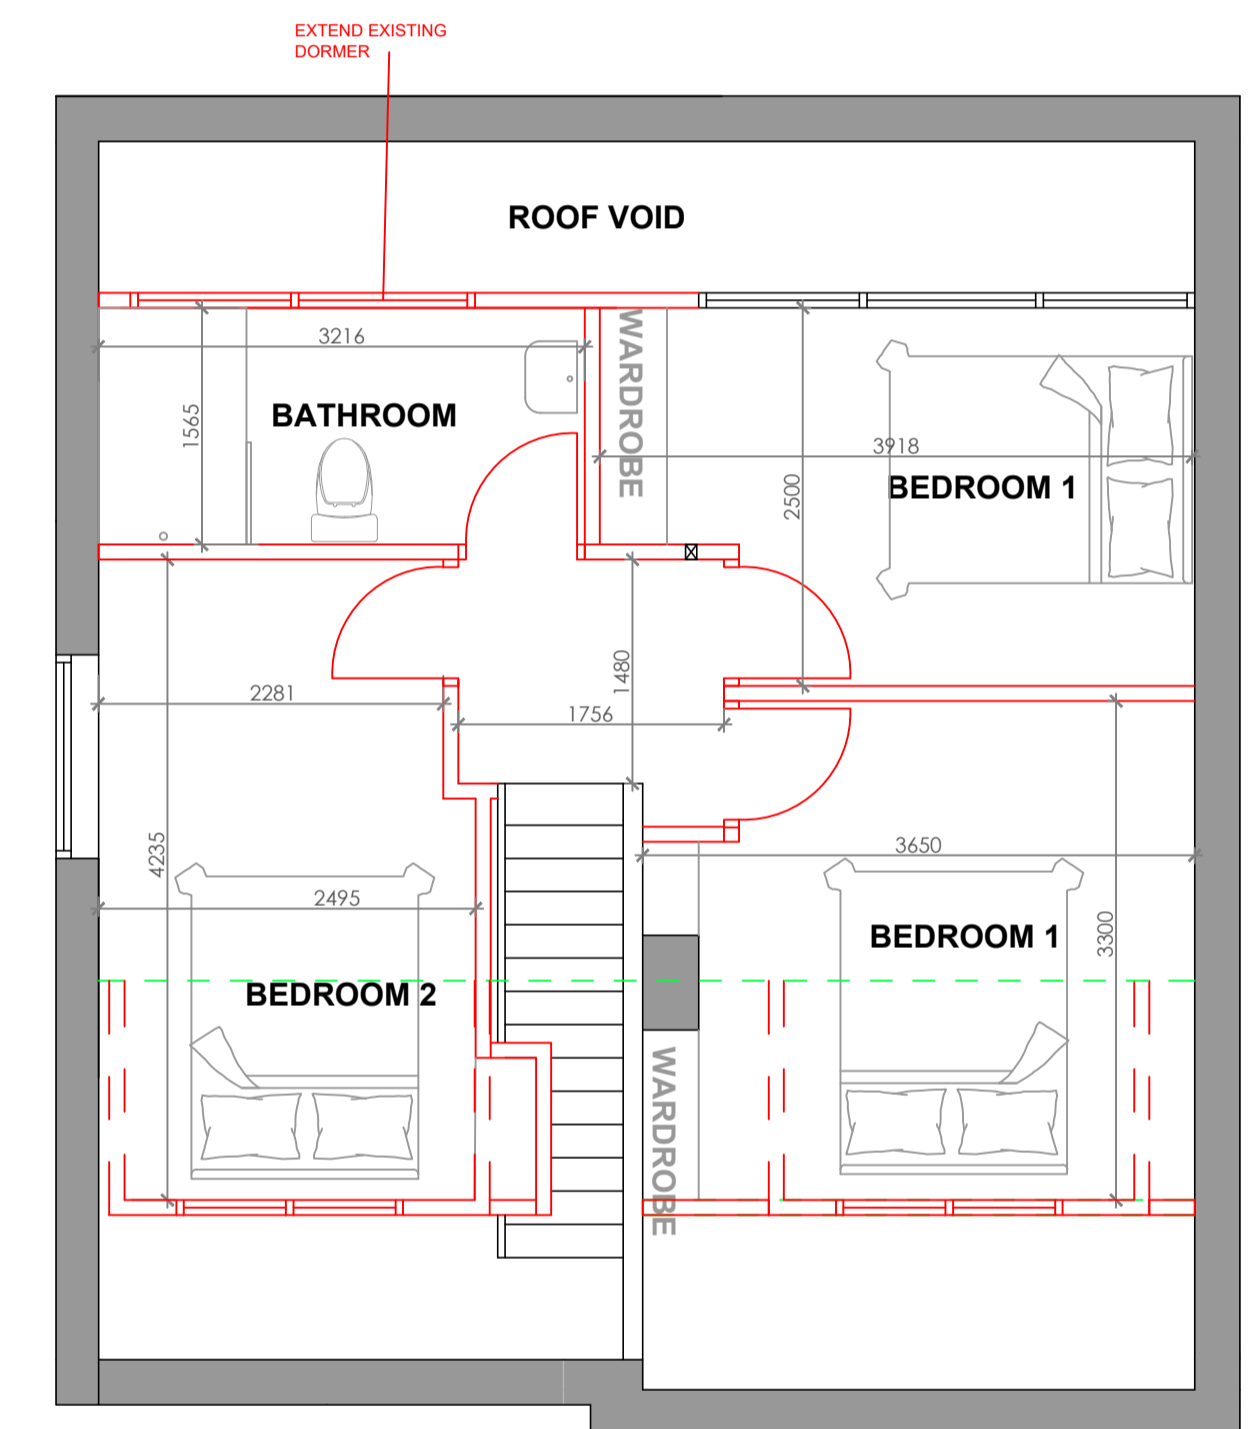 EXTEND EXISTING
DORMER
ROOF VOID
3216
WARDROBE
1565
BATHROOM
3918
BEDROOM 1
2500
1480
2281
1756
4235
3650
2495
BEDROOM 1
3300
BEDROOM 2
WARDROBE